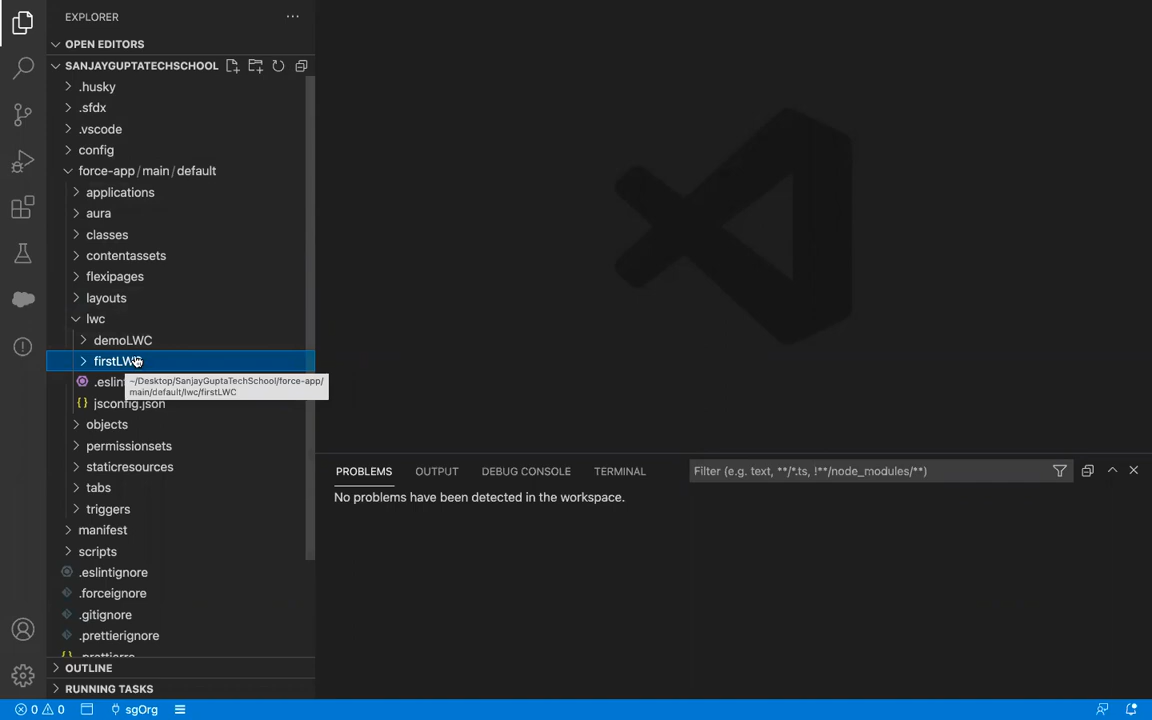 EXPLORER
OPEN EDITORS
SANJAYGUPTATECHSCHOOL
.husky
.sfdx
.vscode
config
force-app / main / default
applications
aura
classes
contentassets
flexipages
layouts
lwc
demoLWC
firstLWC
.eslin
~/Desktop/SanjayGuptaTechSchool/force-app/
main/default/lwc/firstLWC
jsconfig.json
objects
permissionsets
staticresources
tabs
triggers
manifest
scripts
.eslintignore
.forceignore
.gitignore
.prettierignore
.prettierrc
OUTLINE
RUNNING TASKS
PROBLEMS OUTPUT DEBUG CONSOLE TERMINAL Filter (e.g. text, **/*.ts, !**/node_modules/**)
No problems have been detected in the workspace.
0 0 sgOrg